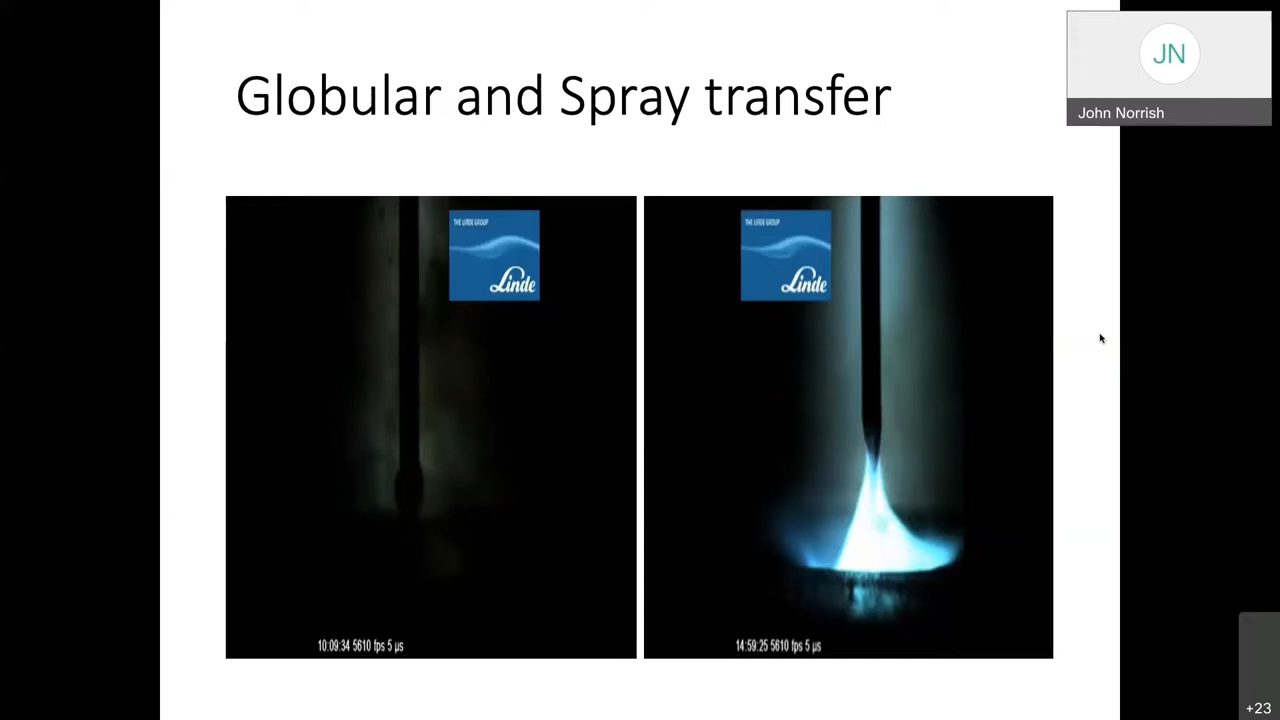 Globular and Spray transfer
JN
John Norrish
THE LINDE GROUP
Linde
THE LINDE GROUP
Linde
10:09:34 5610 fps 5 µs
14:59:25 5610 fps 5 µs
+23